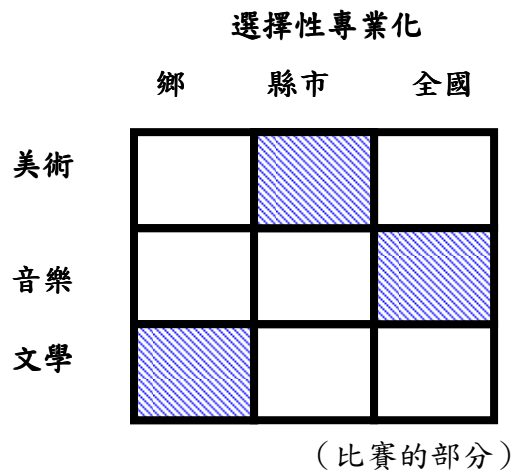 選擇性專業化
鄉 縣市 全國
美術
音樂
文學
（比賽的部分）